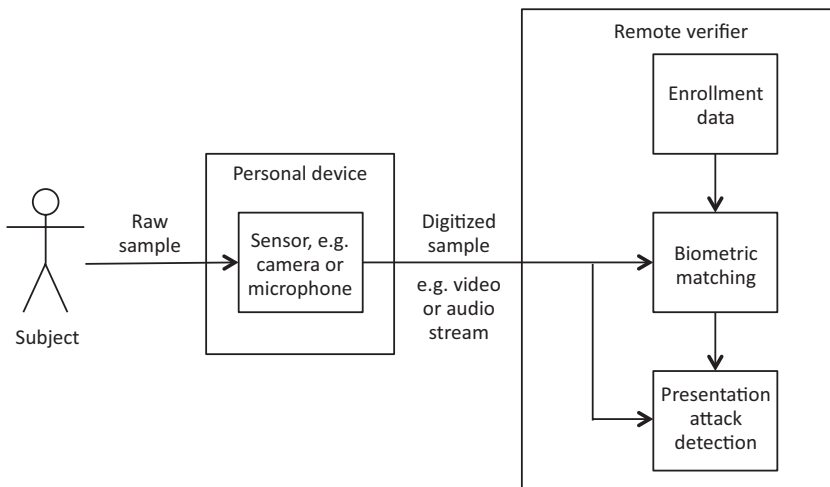 Remote verifier
Enrollment
data
Personal device
Raw
sample
Sensor, e.g.
camera or
microphone
Digitized
sample
e.g. video
or audio
stream
Biometric
matching
Subject
Presentation
attack
detection